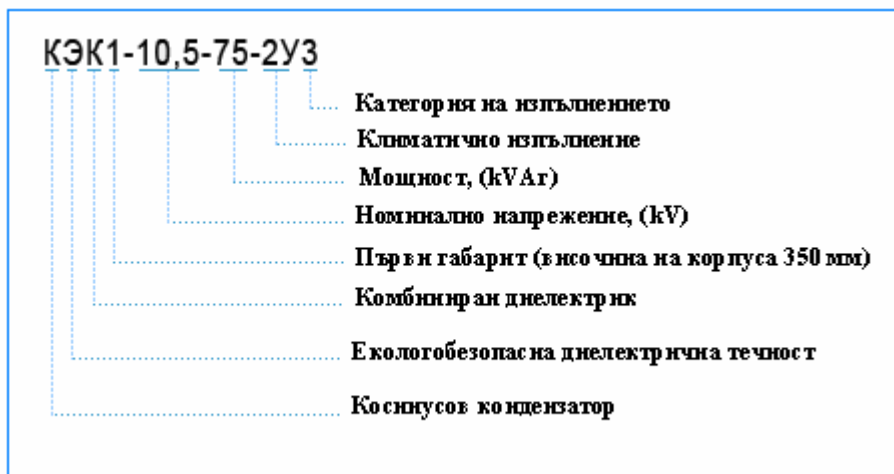 КЭК1-10,5-75-2У3
Категория на изпълнението
Климатично изпълнение
Мощност, (kVAr)
Номинално напрежение, (kV)
Първи габарит (височина на корпуса 350 мм)
Комбиниран диелектрик
Екологобезопасна диелектрична течност
Косинусов кондензатор